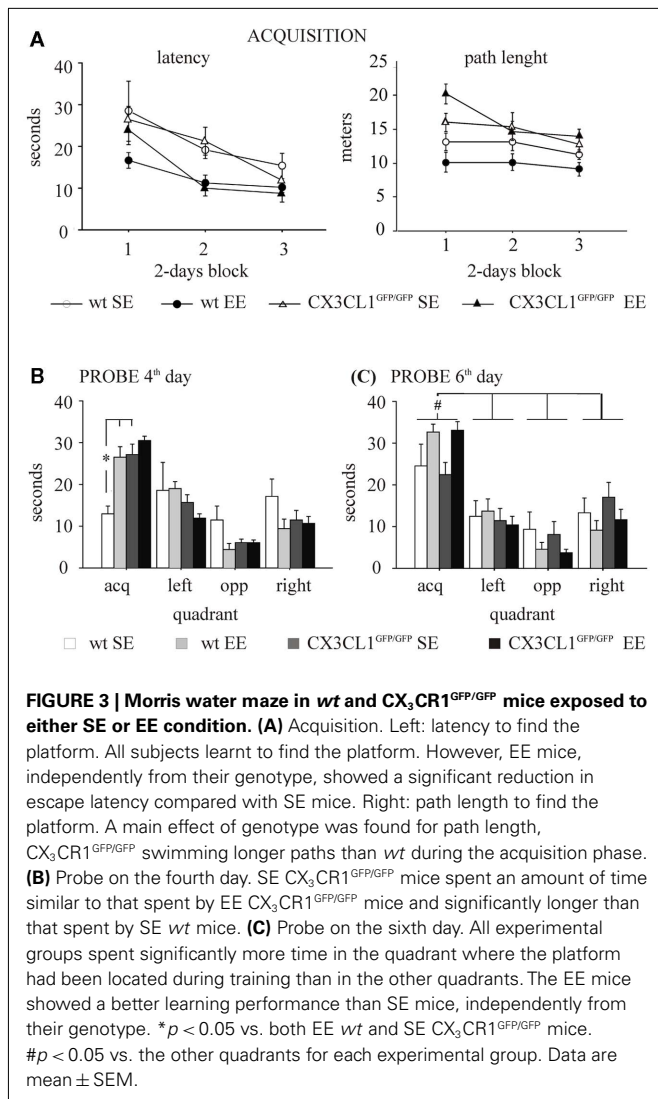 A
ACQUISITION
latency
path lenght
40
30
20
10
0
seconds
1 2 3
2-days block
25
20
15
10
5
0
meters
1 2 3
2-days block
wt SE wt EE CX3CL1GFP/GFP SE CX3CL1GFP/GFP EE
B PROBE 4th day
40
30
20
10
0
seconds
*
acq left opp right
quadrant
(C) PROBE 6th day
40
30
20
10
0
seconds
#
acq left opp right
quadrant
wt SE wt EE CX3CL1GFP/GFP SE CX3CL1GFP/GFP EE
FIGURE 3 | Morris water maze in wt and CX₃CR1GFP/GFP mice exposed to
either SE or EE condition. (A) Acquisition. Left: latency to find the
platform. All subjects learnt to find the platform. However, EE mice,
independently from their genotype, showed a significant reduction in
escape latency compared with SE mice. Right: path length to find the
platform. A main effect of genotype was found for path length,
CX₃CR1GFP/GFP swimming longer paths than wt during the acquisition phase.
(B) Probe on the fourth day. SE CX₃CR1GFP/GFP mice spent an amount of time
similar to that spent by EE CX₃CR1GFP/GFP mice and significantly longer than
that spent by SE wt mice. (C) Probe on the sixth day. All experimental
groups spent significantly more time in the quadrant where the platform
had been located during training than in the other quadrants. The EE mice
showed a better learning performance than SE mice, independently from
their genotype. *p < 0.05 vs. both EE wt and SE CX₃CR1GFP/GFP mice.
#p < 0.05 vs. the other quadrants for each experimental group. Data are
mean ± SEM.